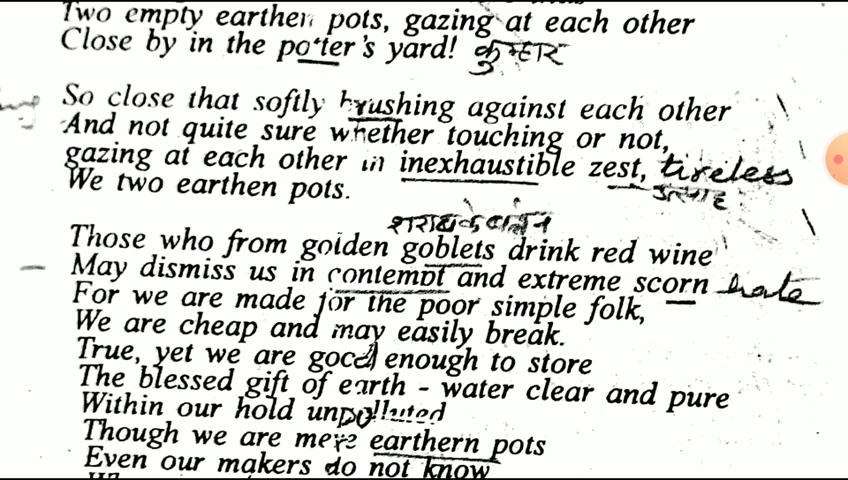 Two empty earthen pots, gazing at each other
Close by in the potter's yard! कुम्हार
So close that softly brushing against each other
And not quite sure whether touching or not,
gazing at each other in inexhaustible zest, tireless
We two earthen pots. उत्साह
शराब के बर्तन
Those who from golden goblets drink red wine
May dismiss us in contempt and extreme scorn hate
For we are made for the poor simple folk,
We are cheap and may easily break.
True, yet we are good enough to store
The blessed gift of earth - water clear and pure
Within our hold unpolluted
Though we are mere earthern pots
Even our makers do not know